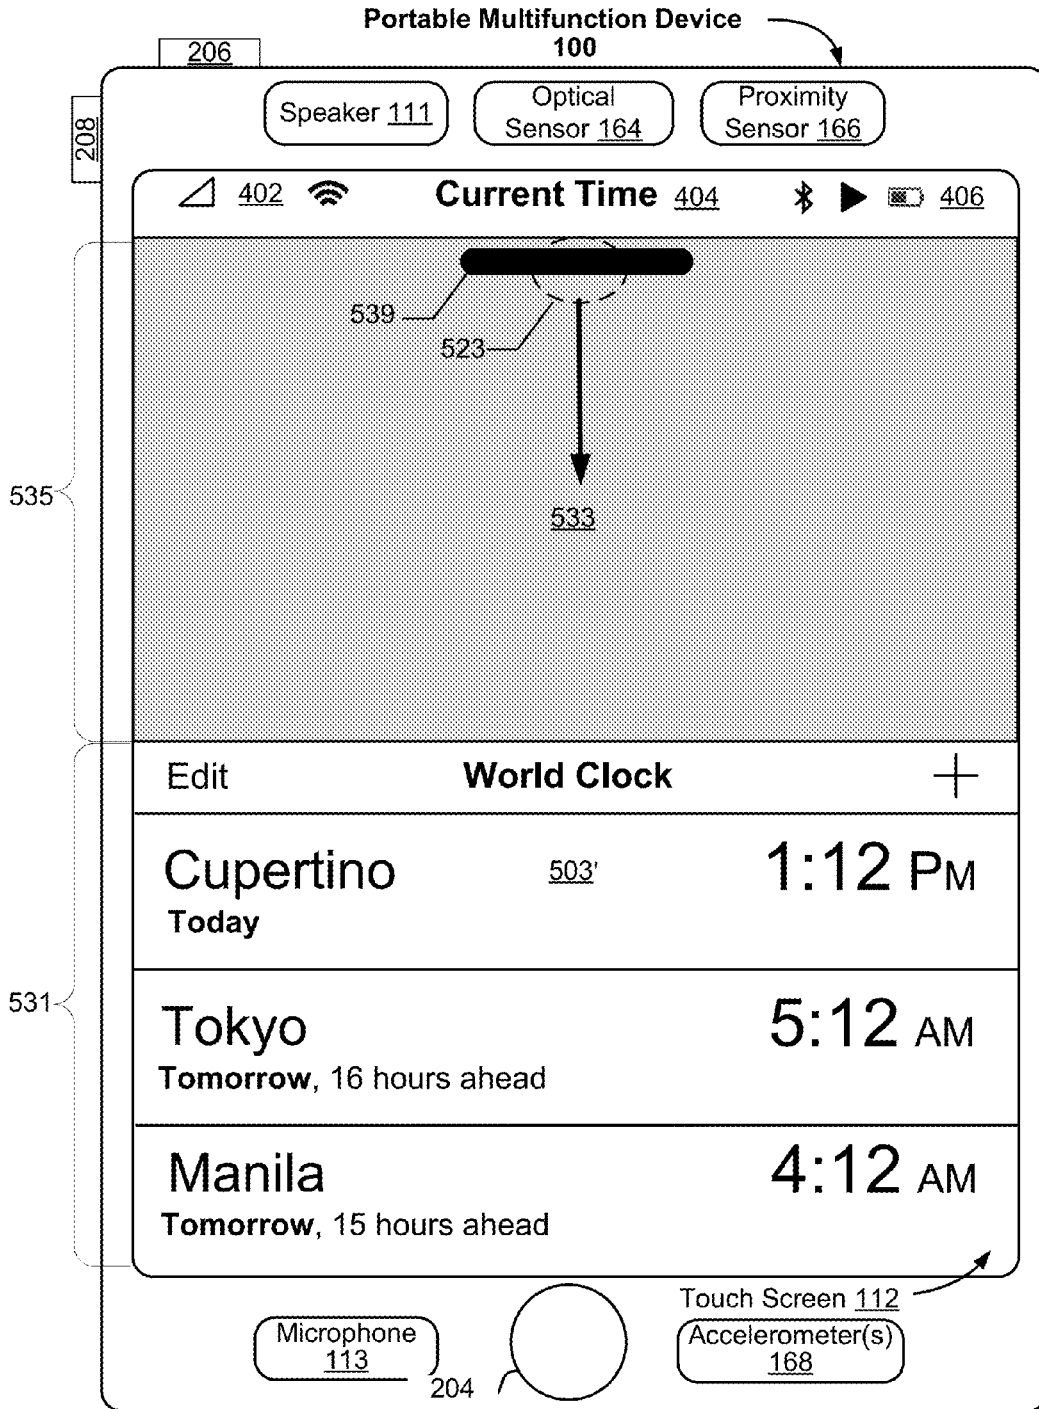 Portable Multifunction Device
100
206
208
Speaker 111
Optical
Sensor 164
Proximity
Sensor 166
402
Current Time 404
406
539
523
535
533
Edit
World Clock
+
Cupertino
503'
1:12 PM
Today
531
Tokyo
5:12 AM
Tomorrow, 16 hours ahead
Manila
4:12 AM
Tomorrow, 15 hours ahead
Touch Screen 112
Microphone
113
204
Accelerometer(s)
168